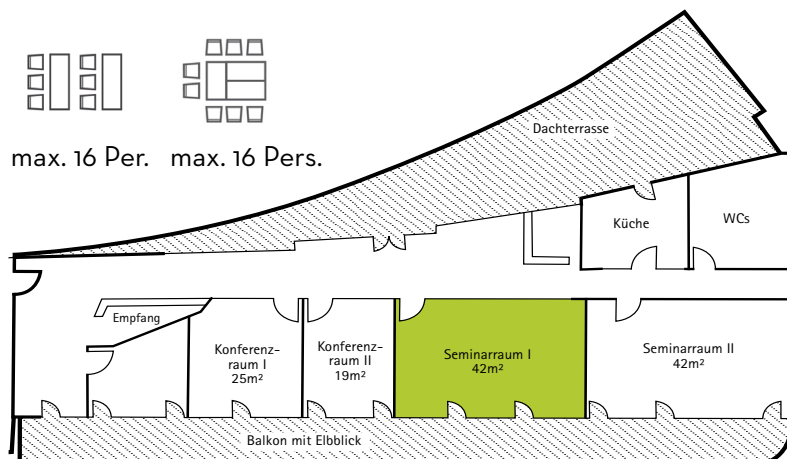 max. 16 Per. max. 16 Pers.
Dachterrasse
Küche
WCs
Empfang
Konferenz-
raum I
25m²
Konferenz-
raum II
19m²
Seminarraum I
42m²
Seminarraum II
42m²
Balkon mit Elbblick